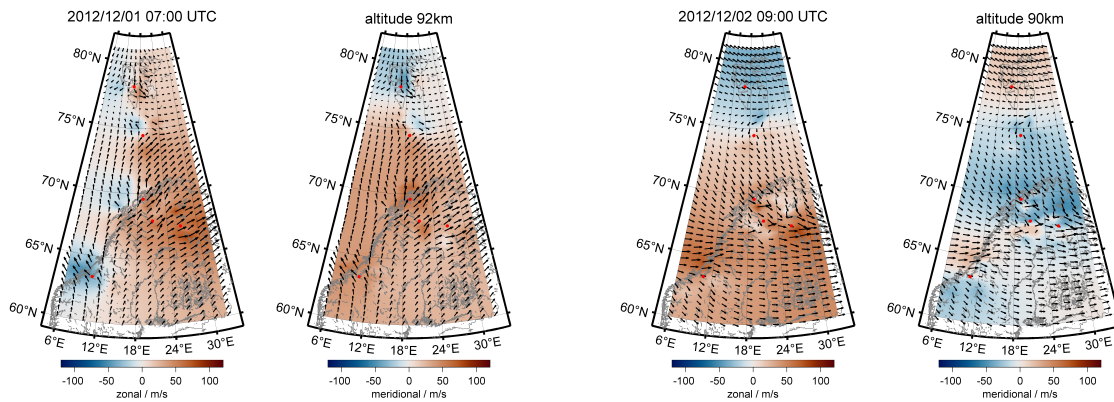 2012/12/01 07:00 UTC
altitude 92km
2012/12/02 09:00 UTC
altitude 90km
80°N
75°N
70°N
65°N
60°N
6°E 12°E 18°E 24°E 30°E
-100 -50 0 50 100
zonal / m/s
80°N
75°N
70°N
65°N
60°N
6°E 12°E 18°E 24°E 30°E
-100 -50 0 50 100
meridional / m/s
80°N
75°N
70°N
65°N
60°N
6°E 12°E 18°E 24°E 30°E
-100 -50 0 50 100
zonal / m/s
80°N
75°N
70°N
65°N
60°N
6°E 12°E 18°E 24°E 30°E
-100 -50 0 50 100
meridional / m/s